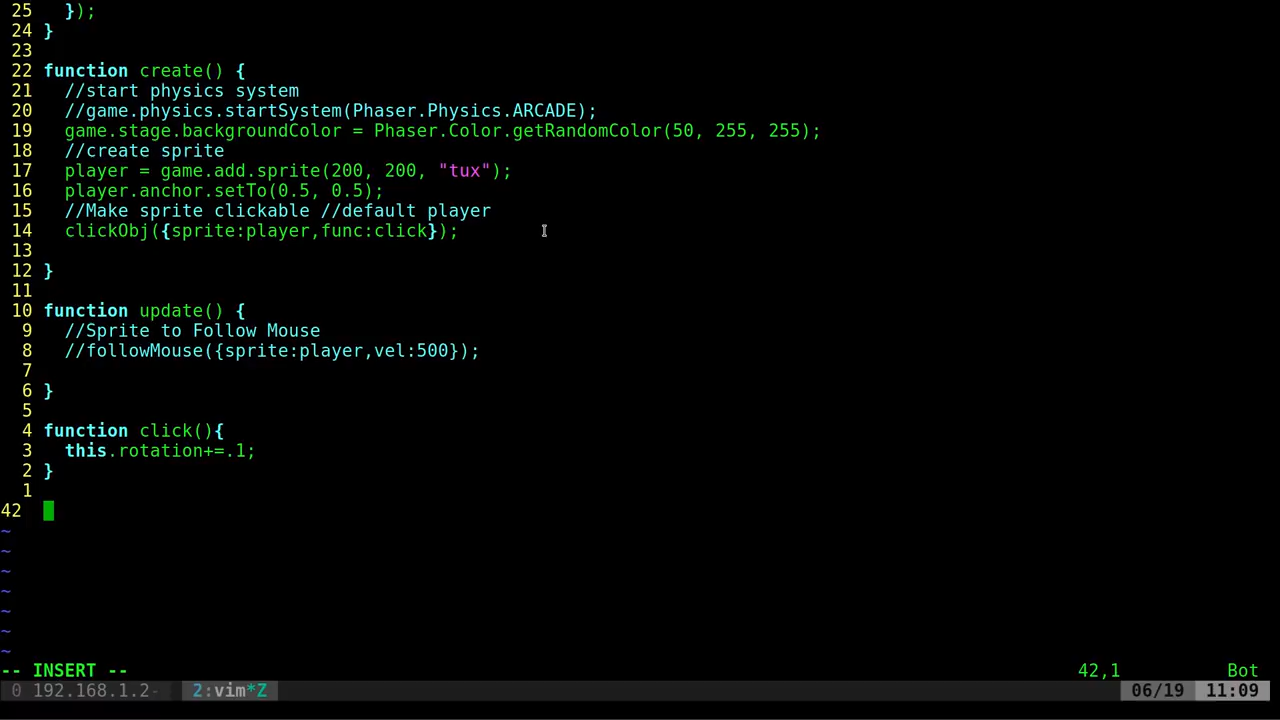 25   });
24 }
23
22 function create() {
21   //start physics system
20   //game.physics.startSystem(Phaser.Physics.ARCADE);
19   game.stage.backgroundColor = Phaser.Color.getRandomColor(50, 255, 255);
18   //create sprite
17   player = game.add.sprite(200, 200, "tux");
16   player.anchor.setTo(0.5, 0.5);
15   //Make sprite clickable //default player
14   clickObj({sprite:player,func:click});
13
12 }
11
10 function update() {
9   //Sprite to Follow Mouse
8   //followMouse({sprite:player,vel:500});
7
6 }
5
4 function click(){
3   this.rotation+=.1;
2 }
1
42
~
~
~
~
~
~
~
-- INSERT -- 42,1 Bot
0 192.168.1.2- 2:vim*Z 06/19 11:09